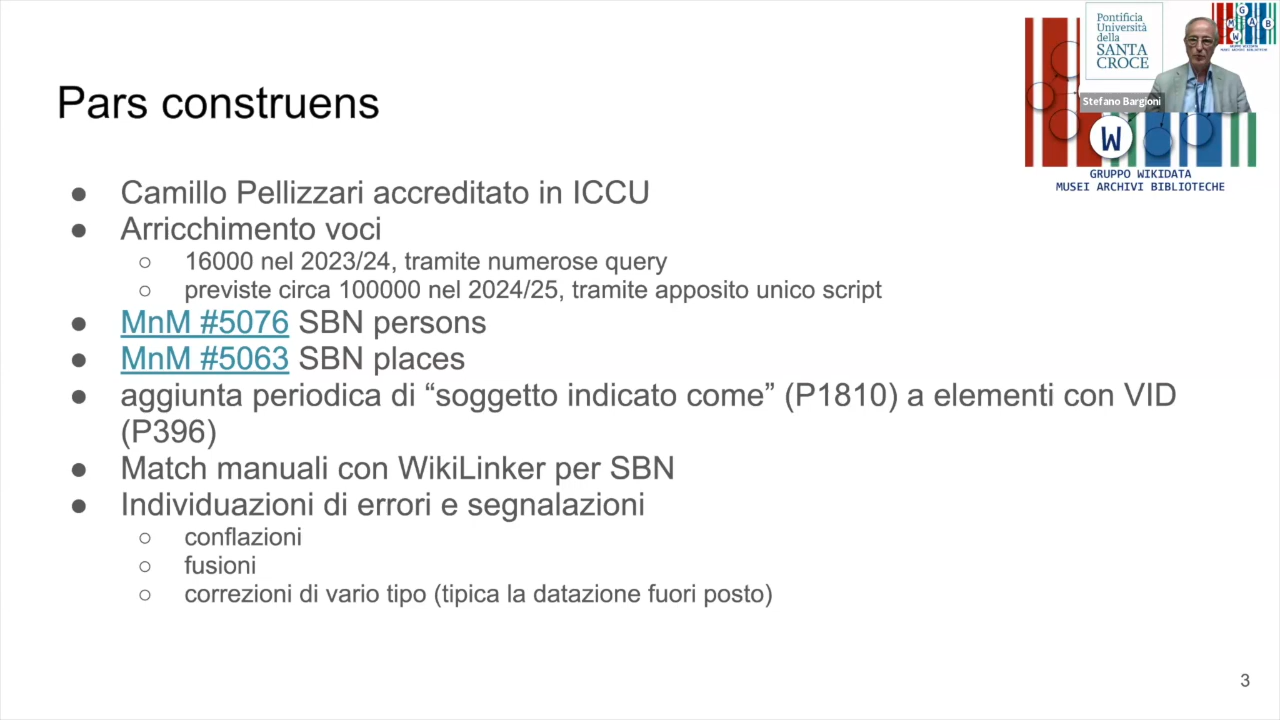 Pars construens
● Camillo Pellizzari accreditato in ICCU
● Arricchimento voci
○ 16000 nel 2023/24, tramite numerose query
○ previste circa 100000 nel 2024/25, tramite apposito unico script
● MnM #5076 SBN persons
● MnM #5063 SBN places
● aggiunta periodica di “soggetto indicato come” (P1810) a elementi con VID
(P396)
● Match manuali con WikiLinker per SBN
● Individuazioni di errori e segnalazioni
○ conflazioni
○ fusioni
○ correzioni di vario tipo (tipica la datazione fuori posto)
3
Pontificia
Università
della
SANTA
CROCE
Stefano Bargioni
W
GRUPPO WIKIDATA
MUSEI ARCHIVI BIBLIOTECHE
G
M A B
W